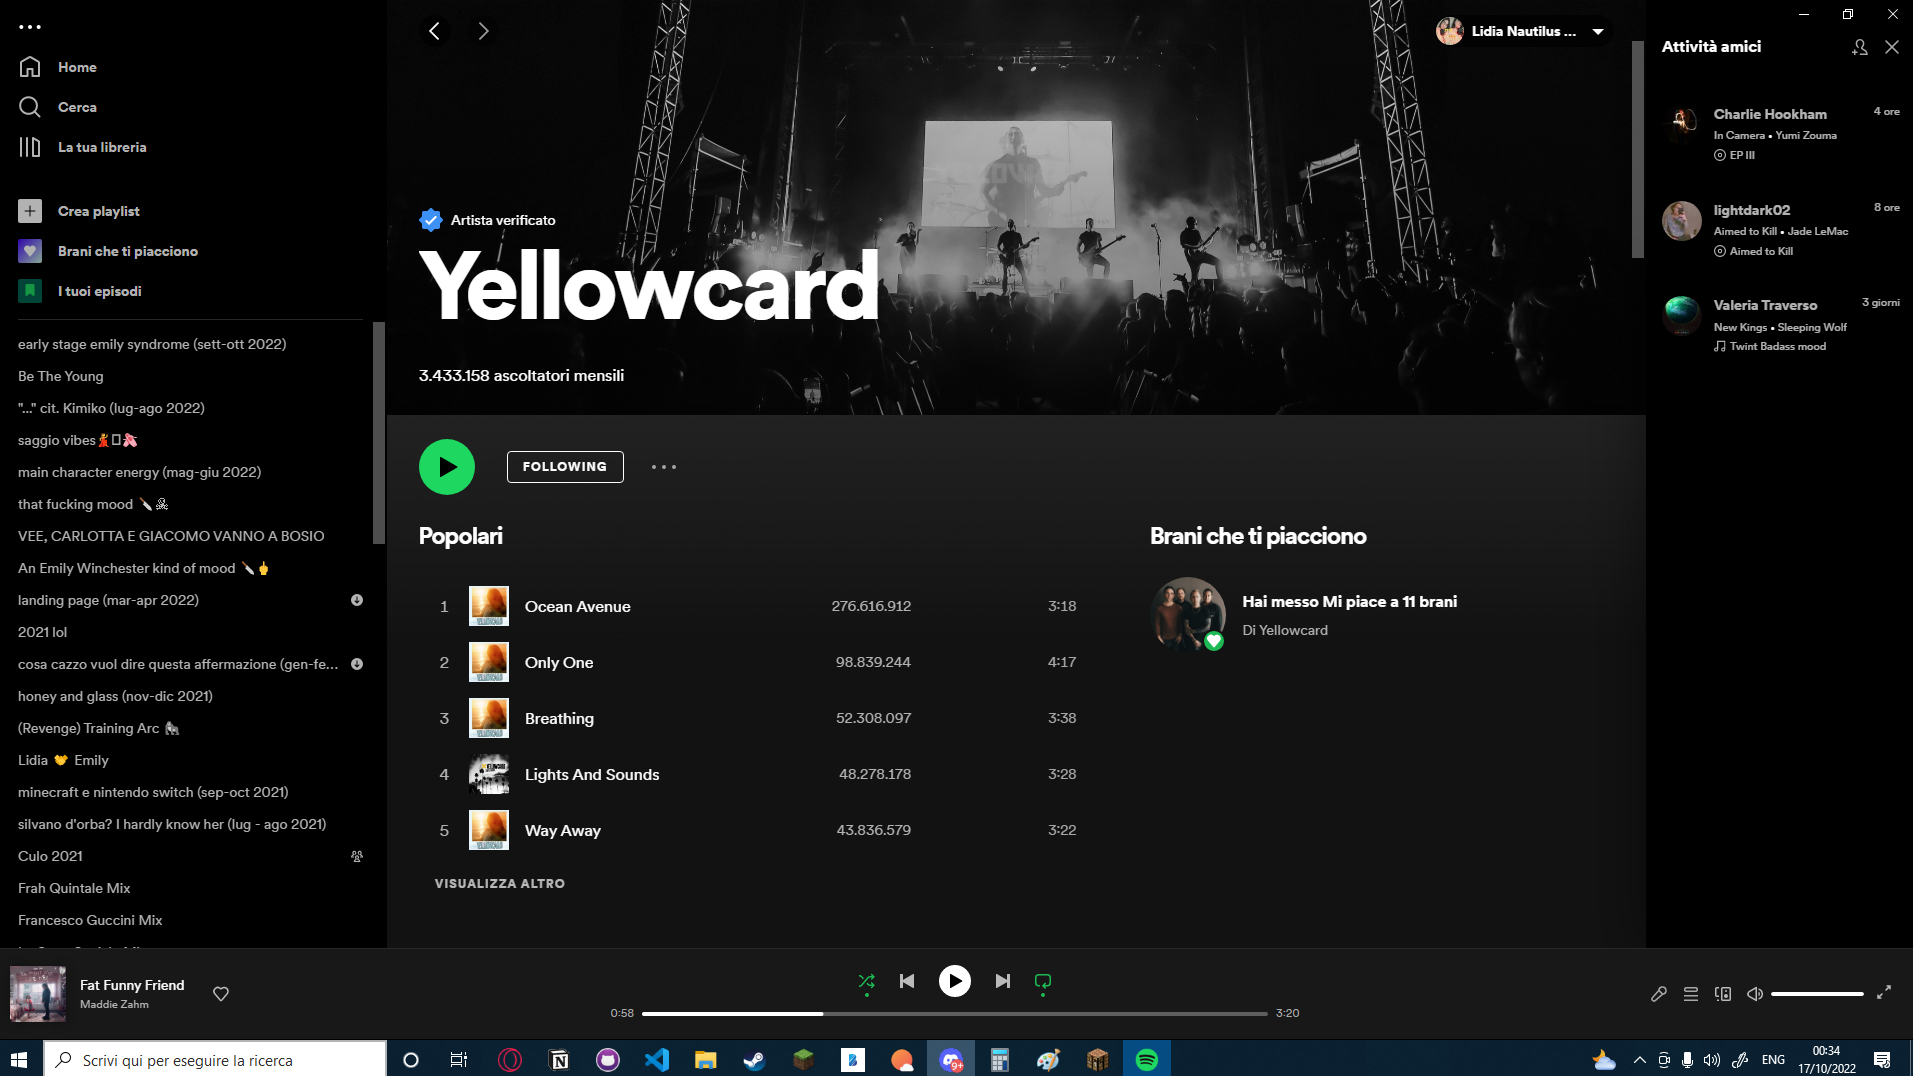 Home
Cerca
La tua libreria
Crea playlist
Brani che ti piacciono
I tuoi episodi
early stage emily syndrome (sett-ott 2022)
Be The Young
"..." cit. Kimiko (lug-ago 2022)
saggio vibes
main character energy (mag-giu 2022)
that fucking mood
VEE, CARLOTTA E GIACOMO VANNO A BOSIO
An Emily Winchester kind of mood
landing page (mar-apr 2022)
2021 lol
cosa cazzo vuol dire questa affermazione (gen-fe...
honey and glass (nov-dic 2021)
(Revenge) Training Arc
Lidia 💛 Emily
minecraft e nintendo switch (sep-oct 2021)
silvano d'orba? I hardly know her (lug - ago 2021)
Culo 2021
Frah Quintale Mix
Francesco Guccini Mix
Lidia Nautilus ...
Artista verificato
Yellowcard
3.433.158 ascoltatori mensili
FOLLOWING
Popolari
1 Ocean Avenue 276.616.912 3:18
2 Only One 98.839.244 4:17
3 Breathing 52.308.097 3:38
4 Lights And Sounds 48.278.178 3:28
5 Way Away 43.836.579 3:22
VISUALIZZA ALTRO
Brani che ti piacciono
Hai messo Mi piace a 11 brani
Di Yellowcard
Attività amici
Charlie Hookham 4 ore
In Camera • Yumi Zouma
EP III
lightdark02 8 ore
Aimed to Kill • Jade LeMac
Aimed to Kill
Valeria Traverso 3 giorni
New Kings • Sleeping Wolf
Twint Badass mood
Fat Funny Friend
Maddie Zahm
0:58 3:20
Scrivi qui per eseguire la ricerca
9+
ENG
00:34
17/10/2022